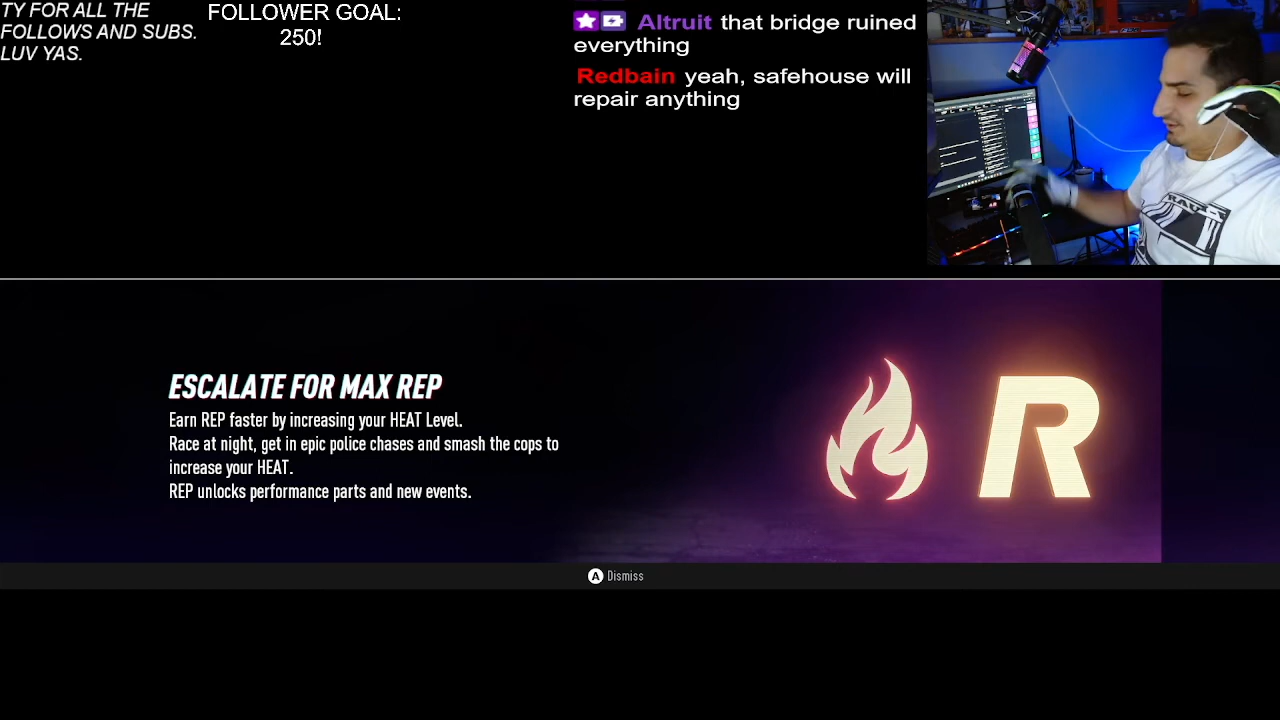 TY FOR ALL THE
FOLLOWS AND SUBS.
LUV YAS.
FOLLOWER GOAL:
250!
Altruit that bridge ruined
everything
Redbain yeah, safehouse will
repair anything
ESCALATE FOR MAX REP
Earn REP faster by increasing your HEAT Level.
Race at night, get in epic police chases and smash the cops to
increase your HEAT.
REP unlocks performance parts and new events.
R
A Dismiss